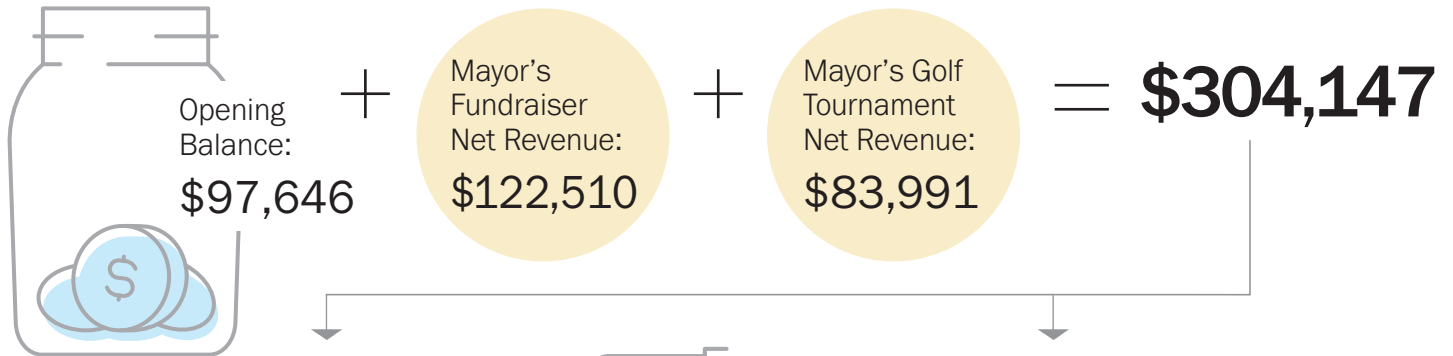 Opening
Balance:
$97,646
+
Mayor's
Fundraiser
Net Revenue:
$122,510
+
Mayor's Golf
Tournament
Net Revenue:
$83,991
= $304,147
$